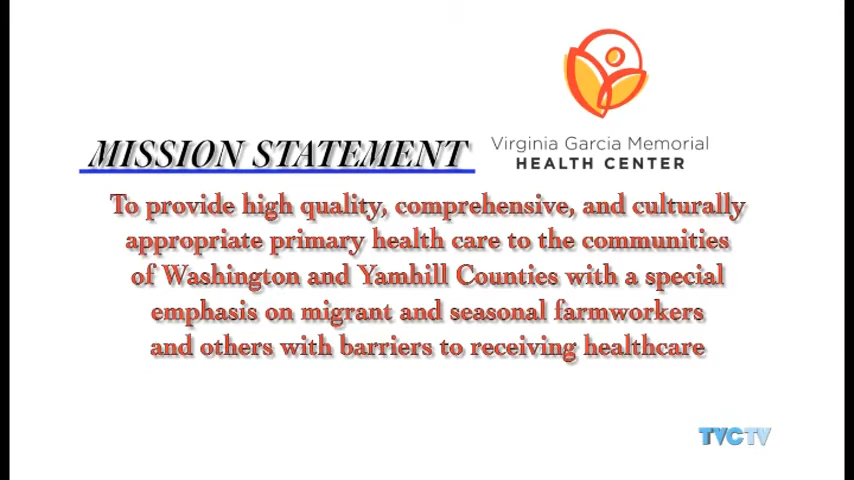 Virginia Garcia Memorial
HEALTH CENTER
MISSION STATEMENT
To provide high quality, comprehensive, and culturally
appropriate primary health care to the communities
of Washington and Yamhill Counties with a special
emphasis on migrant and seasonal farmworkers
and others with barriers to receiving healthcare
TVCTV